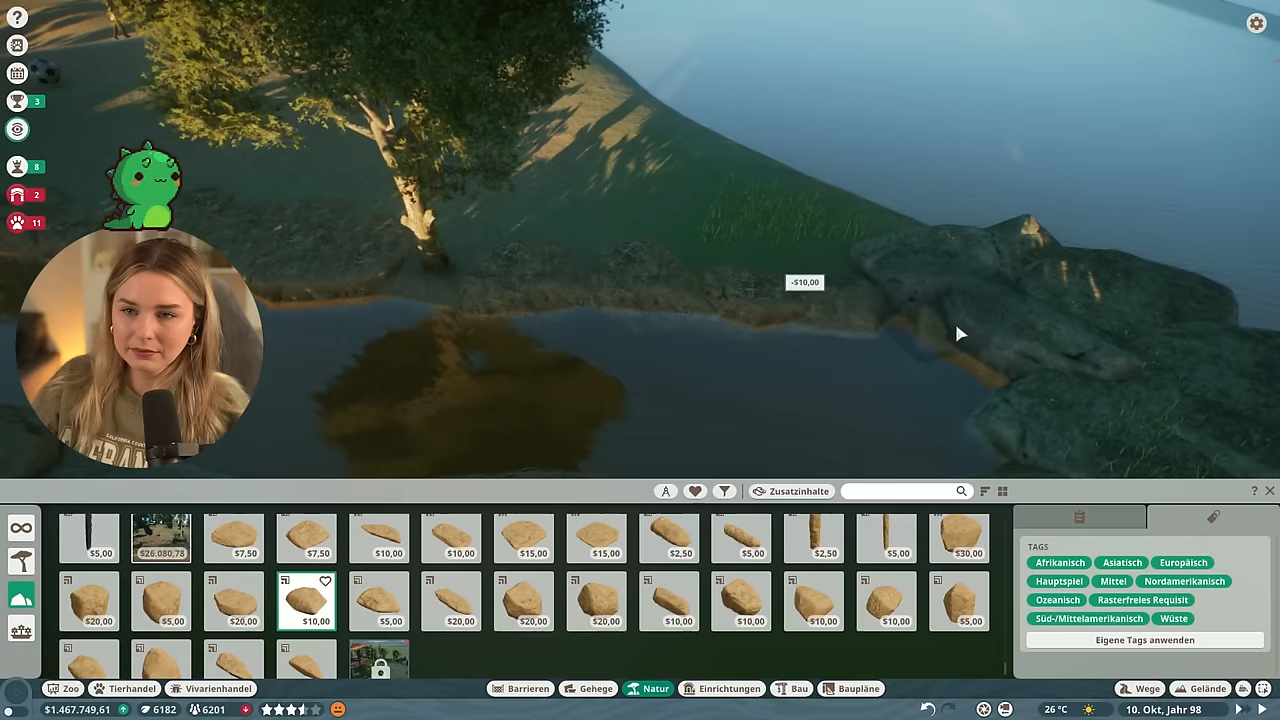 ?
3
8
2
11
-$10,00
CALIFORNIA COUNT
Zusatzinhalte
? ✕
$5,00 $26.080,78 $7,50 $7,50 $10,00 $10,00 $15,00 $15,00 $2,50 $5,00 $2,50 $5,00 $30,00
$20,00 $5,00 $20,00 $10,00 $5,00 $20,00 $20,00 $20,00 $10,00 $10,00 $10,00 $10,00 $5,00
TAGS
Afrikanisch Asiatisch Europäisch
Hauptspiel Mittel Nordamerikanisch
Ozeanisch Rasterfreies Requisit
Süd-/Mittelamerikanisch Wüste
Eigene Tags anwenden
Zoo Tierhandel Vivarienhandel Barrieren Gehege Natur Einrichtungen Bau Baupläne Wege Gelände
$1.467.749,61 6182 6201 26 °C 10. Okt, Jahr 98